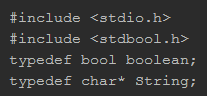 #include <stdio.h>
#include <stdbool.h>
typedef bool boolean;
typedef char* String;